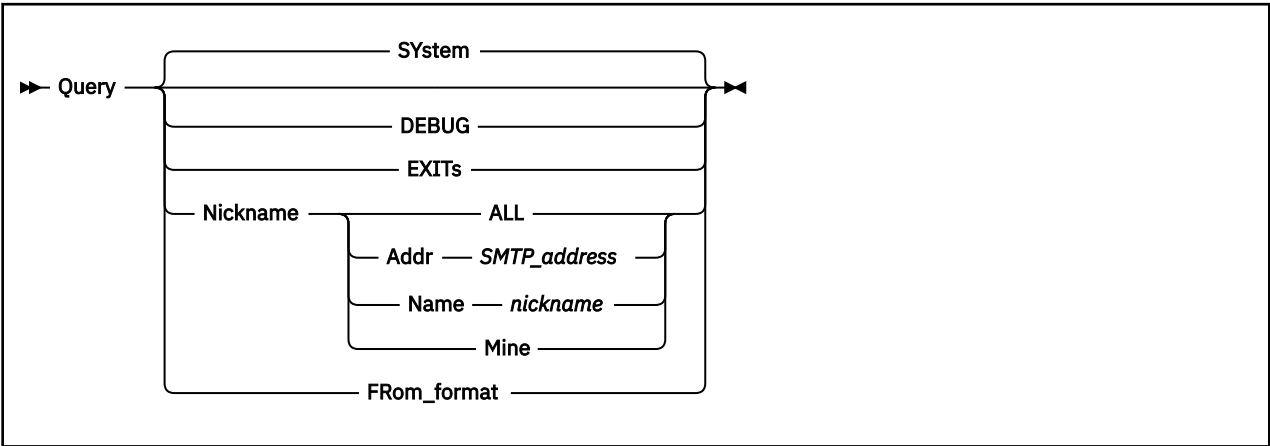 SYstem
Query
DEBUG
EXITs
Nickname ALL
Addr SMTP_address
Name nickname
Mine
FRom_format